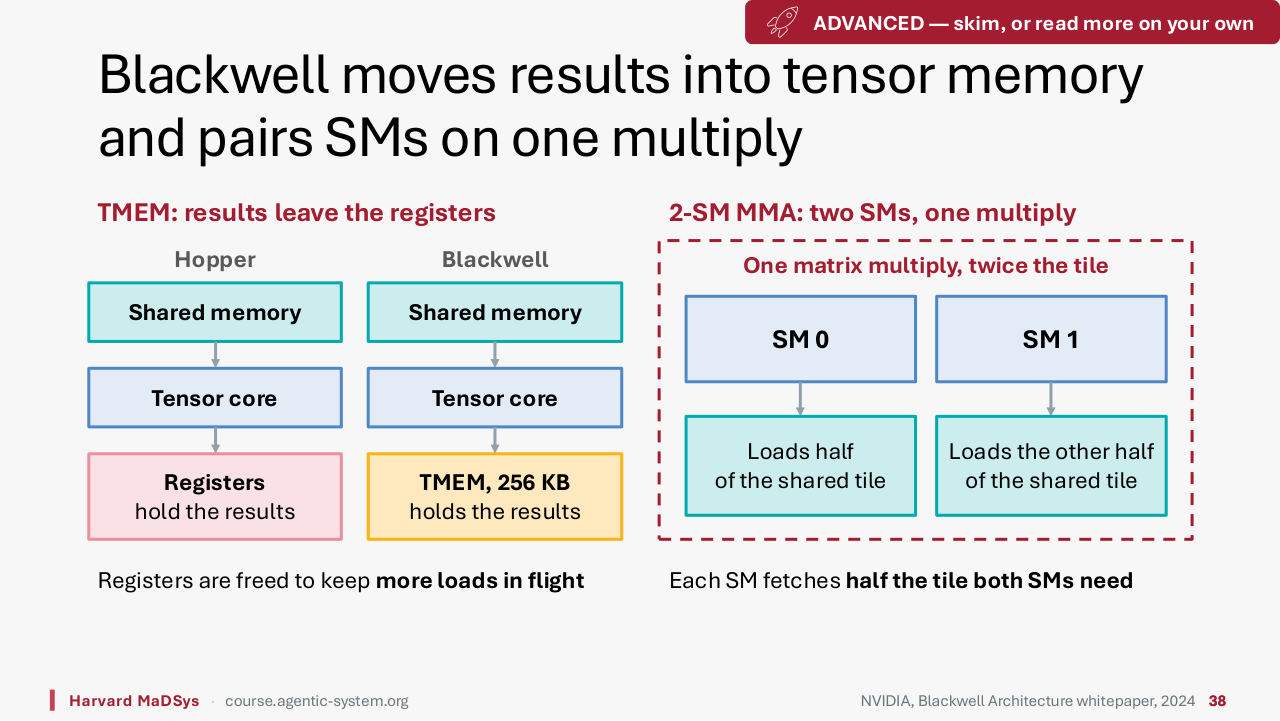 ADVANCED — skim, or read more on your own
Blackwell moves results into tensor memory
and pairs SMs on one multiply
TMEM: results leave the registers
Hopper
Blackwell
Shared memory
Shared memory
Tensor core
Tensor core
Registers
hold the results
TMEM, 256 KB
holds the results
Registers are freed to keep more loads in flight
2-SM MMA: two SMs, one multiply
One matrix multiply, twice the tile
SM 0
SM 1
Loads half
of the shared tile
Loads the other half
of the shared tile
Each SM fetches half the tile both SMs need
Harvard MaDSys · course.agentic-system.org
NVIDIA, Blackwell Architecture whitepaper, 2024 38